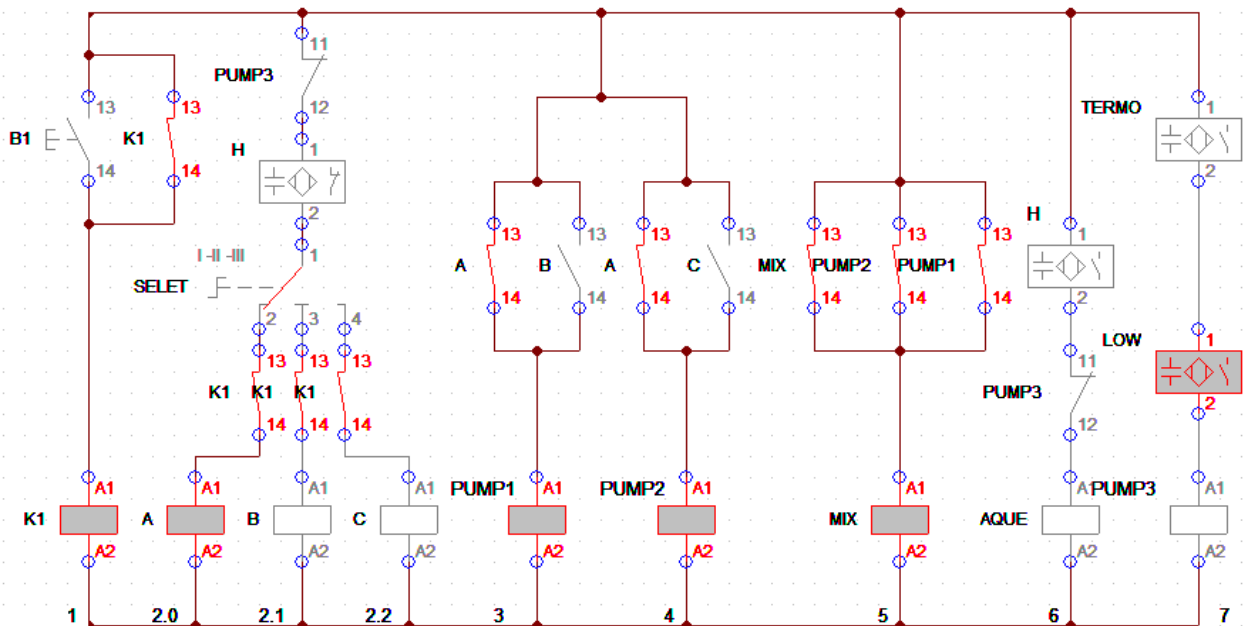 11
PUMP3
12
13 13
B1 K1
14 14
TERMO 1
2
H 1
2
I -II -III 1
SELET
2 3 4
13 13 13
K1 K1 K1
14 14 14
13 13 13 13
A B A C
14 14 14 14
13 13 13
MIX PUMP2 PUMP1
14 14 14
H
1
2
LOW 1
2
11
PUMP3
12
A1 A1 A1 A1 A1 A1 A1 A1 A1
K1 A B C PUMP1 PUMP2 MIX AQUE PUMP3
A2 A2 A2 A2 A2 A2 A2 A2 A2
1 2.0 2.1 2.2 3 4 5 6 7